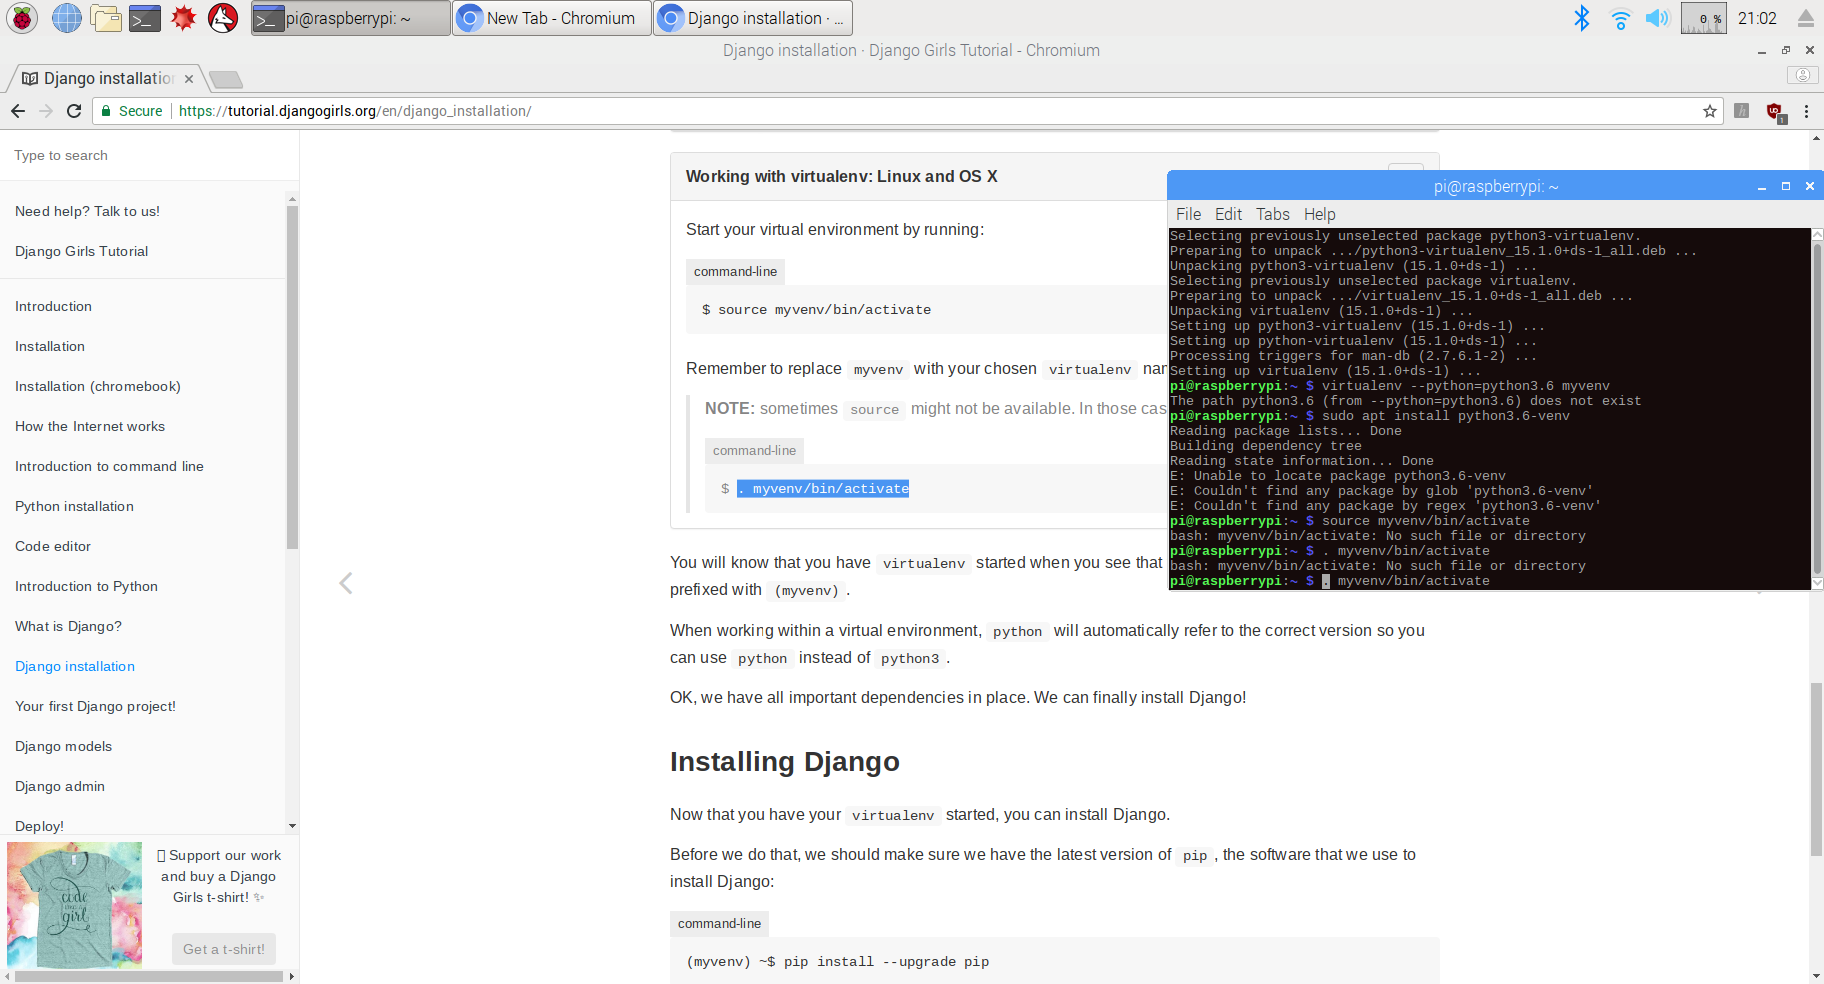 pi@raspberrypi: ~
New Tab - Chromium
Django installation · ...
0 %
21:02
Django installation · Django Girls Tutorial - Chromium
Django installatio
Secure
https://tutorial.djangogirls.org/en/django_installation/
1
Type to search
Need help? Talk to us!
Django Girls Tutorial
Introduction
Installation
Installation (chromebook)
How the Internet works
Introduction to command line
Python installation
Code editor
Introduction to Python
What is Django?
Django installation
Your first Django project!
Django models
Django admin
Deploy!
code
girl
Support our work
and buy a Django
Girls t-shirt! ✨
Get a t-shirt!
Working with virtualenv: Linux and OS X
Start your virtual environment by running:
command-line
$ source myvenv/bin/activate
Remember to replace myvenv with your chosen virtualenv nan
NOTE: sometimes source might not be available. In those cas
command-line
$ . myvenv/bin/activate
You will know that you have virtualenv started when you see that
prefixed with (myvenv) .
When working within a virtual environment, python will automatically refer to the correct version so you
can use python instead of python3 .
OK, we have all important dependencies in place. We can finally install Django!
Installing Django
Now that you have your virtualenv started, you can install Django.
Before we do that, we should make sure we have the latest version of pip , the software that we use to
install Django:
command-line
(myvenv) ~$ pip install --upgrade pip
pi@raspberrypi: ~
File Edit Tabs Help
Selecting previously unselected package python3-virtualenv.
Preparing to unpack .../python3-virtualenv_15.1.0+ds-1_all.deb ...
Unpacking python3-virtualenv (15.1.0+ds-1) ...
Selecting previously unselected package virtualenv.
Preparing to unpack .../virtualenv_15.1.0+ds-1_all.deb ...
Unpacking virtualenv (15.1.0+ds-1) ...
Setting up python3-virtualenv (15.1.0+ds-1) ...
Setting up python-virtualenv (15.1.0+ds-1) ...
Processing triggers for man-db (2.7.6.1-2) ...
Setting up virtualenv (15.1.0+ds-1) ...
pi@raspberrypi:~ $ virtualenv --python=python3.6 myvenv
The path python3.6 (from --python=python3.6) does not exist
pi@raspberrypi:~ $ sudo apt install python3.6-venv
Reading package lists... Done
Building dependency tree
Reading state information... Done
E: Unable to locate package python3.6-venv
E: Couldn't find any package by glob 'python3.6-venv'
E: Couldn't find any package by regex 'python3.6-venv'
pi@raspberrypi:~ $ source myvenv/bin/activate
bash: myvenv/bin/activate: No such file or directory
pi@raspberrypi:~ $ . myvenv/bin/activate
bash: myvenv/bin/activate: No such file or directory
pi@raspberrypi:~ $ . myvenv/bin/activate